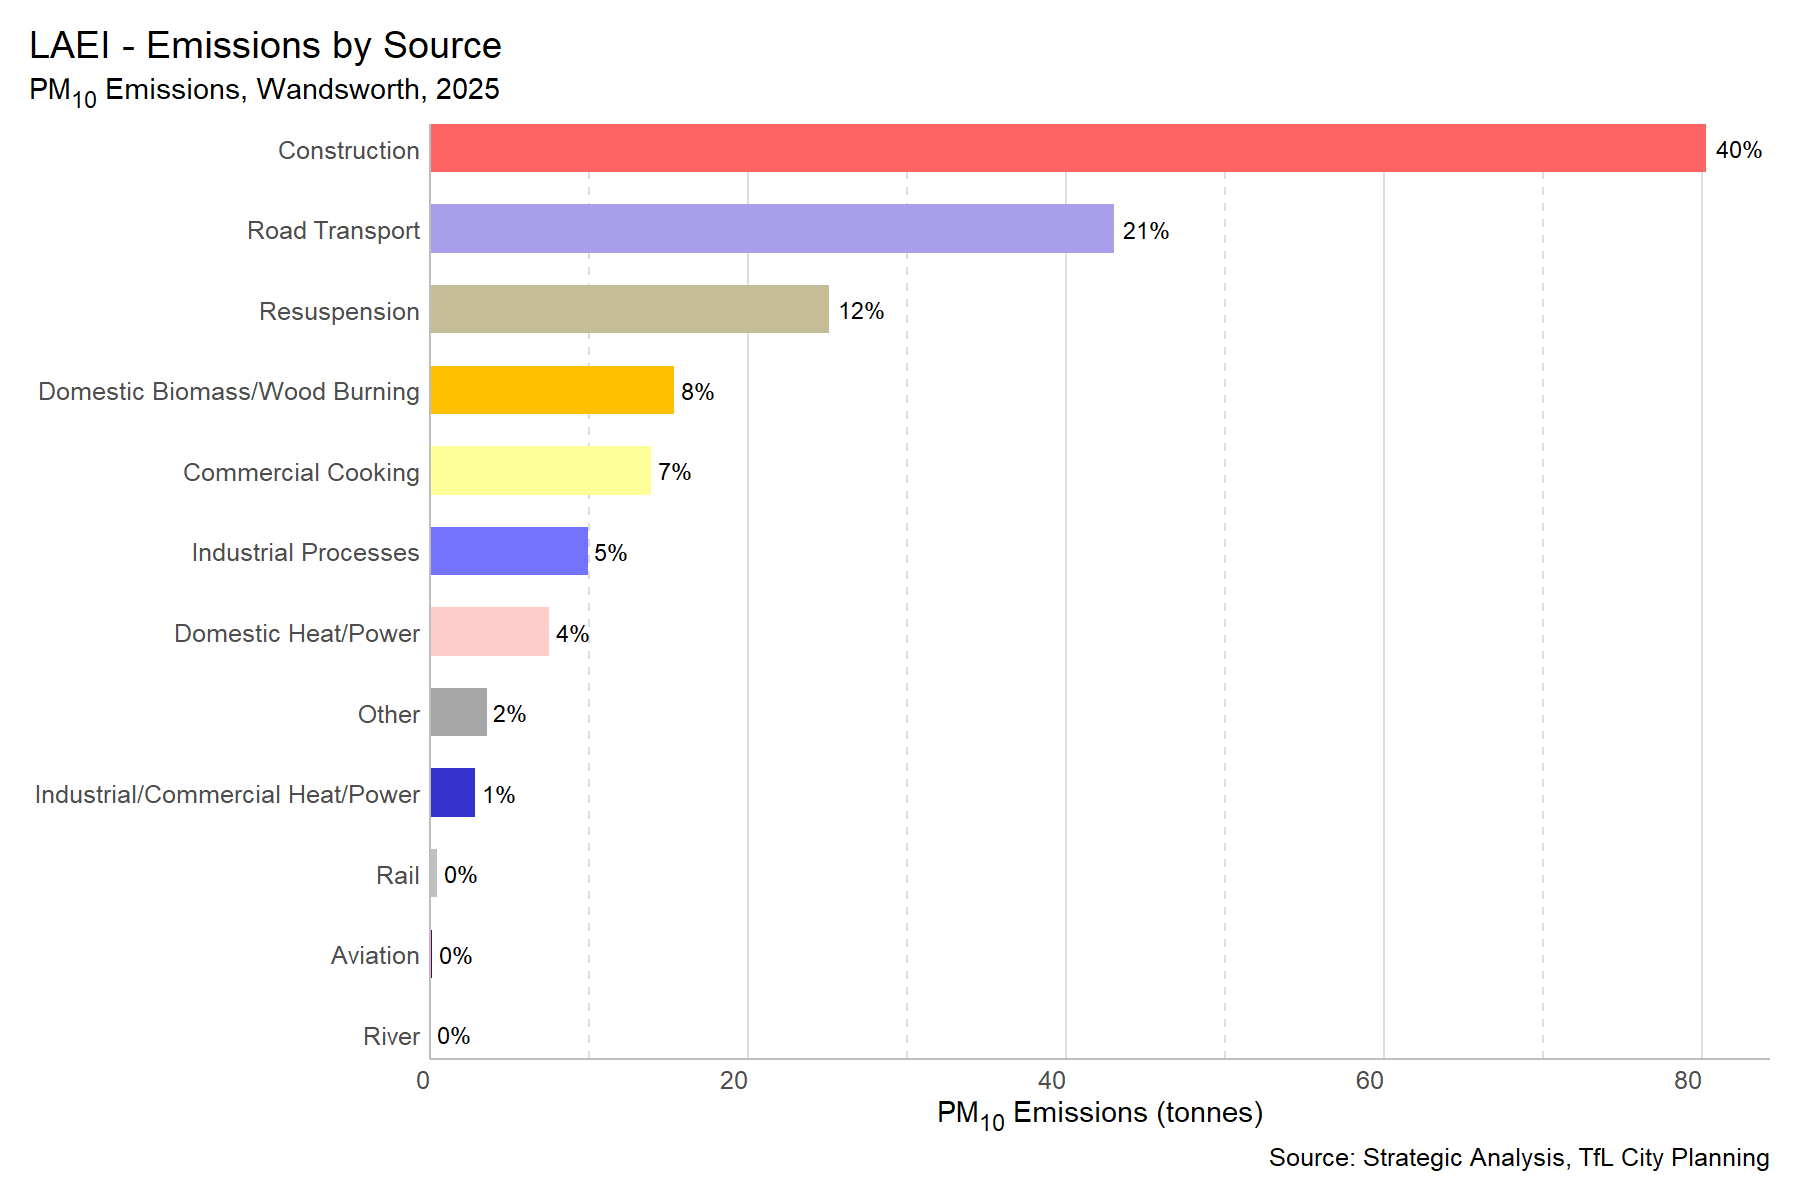 LAEI - Emissions by Source
PM10 Emissions, Wandsworth, 2025
Construction 40%
Road Transport 21%
Resuspension 12%
Domestic Biomass/Wood Burning 8%
Commercial Cooking 7%
Industrial Processes 5%
Domestic Heat/Power 4%
Other 2%
Industrial/Commercial Heat/Power 1%
Rail 0%
Aviation 0%
River 0%
0 20 40 60 80
PM10 Emissions (tonnes)
Source: Strategic Analysis, TfL City Planning